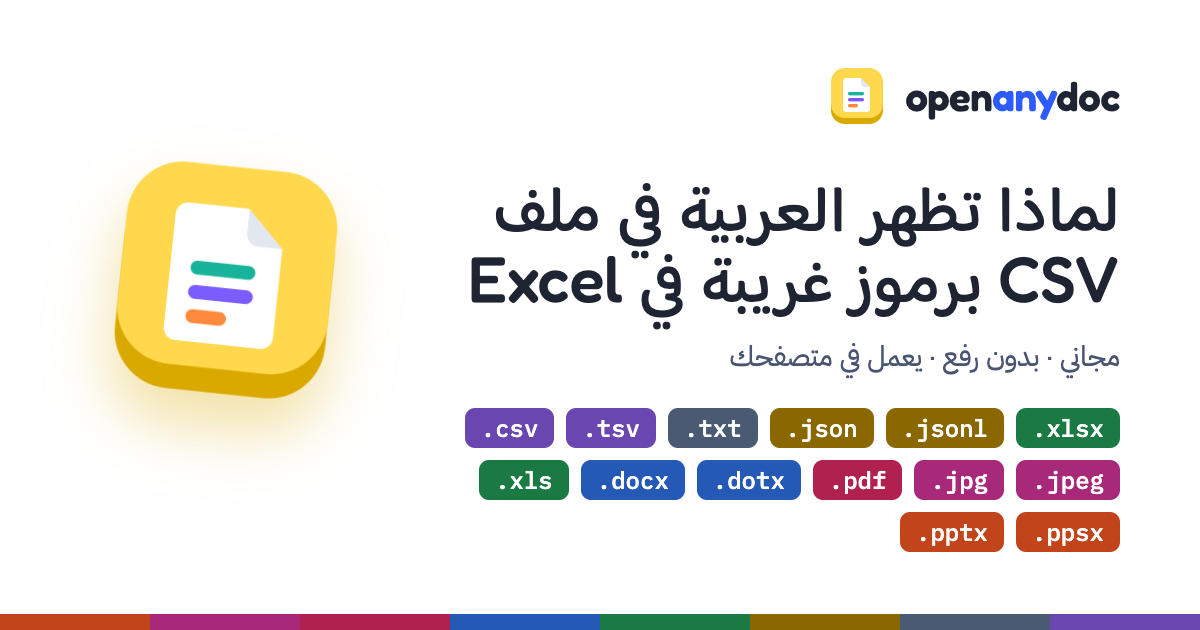 openanydoc
لماذا تظهر العربية في ملف
CSV برموز غريبة في Excel
مجاني · بدون رفع · يعمل في متصفحك
.csv .tsv .txt .json .jsonl .xlsx
.xls .docx .dotx .pdf .jpg .jpeg
.pptx .ppsx